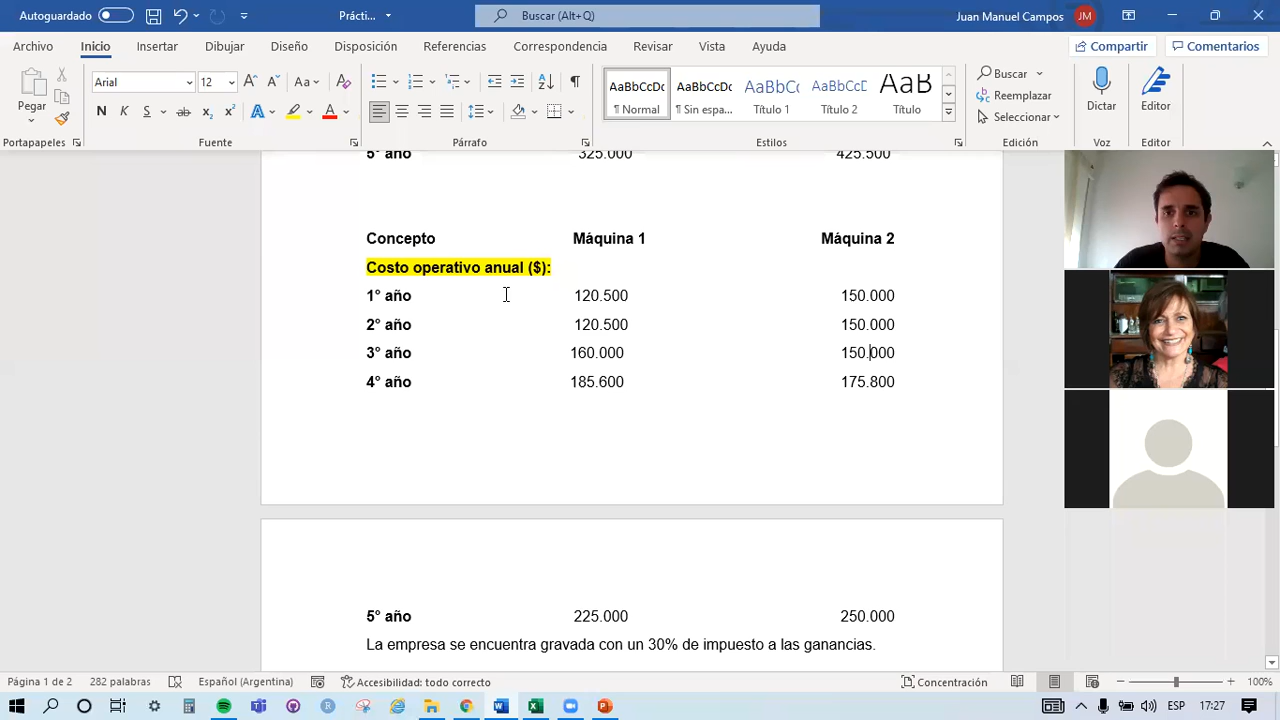 Autoguardado
Prácti...
Buscar (Alt+Q)
Juan Manuel Campos
JM
Archivo
Inicio
Insertar
Dibujar
Diseño
Disposición
Referencias
Correspondencia
Revisar
Vista
Ayuda
Compartir
Comentarios
Pegar
Portapapeles
Arial
12
Aa
N K S ab x₂ x²
Fuente
Párrafo
AaBbCcDc
Normal
AaBbCcDc
Sin espa...
AaBbCc
Título 1
AaBbCcD
Título 2
AaB
Título
Estilos
Buscar
Reemplazar
Seleccionar
Edición
Dictar
Voz
Editor
Editor
5° año 325.000 425.500
Concepto Máquina 1 Máquina 2
Costo operativo anual ($):
1° año 120.500 150.000
2° año 120.500 150.000
3° año 160.000 150.000
4° año 185.600 175.800
5° año 225.000 250.000
La empresa se encuentra gravada con un 30% de impuesto a las ganancias.
Página 1 de 2
282 palabras
Español (Argentina)
Accesibilidad: todo correcto
Concentración
100%
ESP
17:27